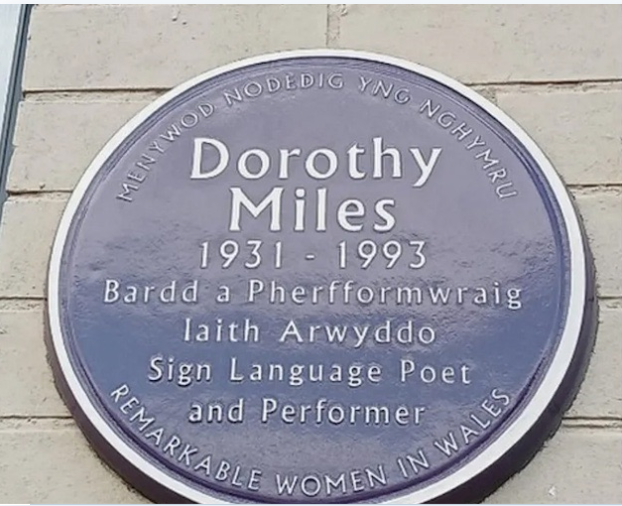 MENYWOD NODEDIG YNG NGHYMRU
Dorothy
Miles
1931 - 1993
Bardd a Pherfformwraig
Iaith Arwyddo
Sign Language Poet
and Performer
REMARKABLE WOMEN IN WALES